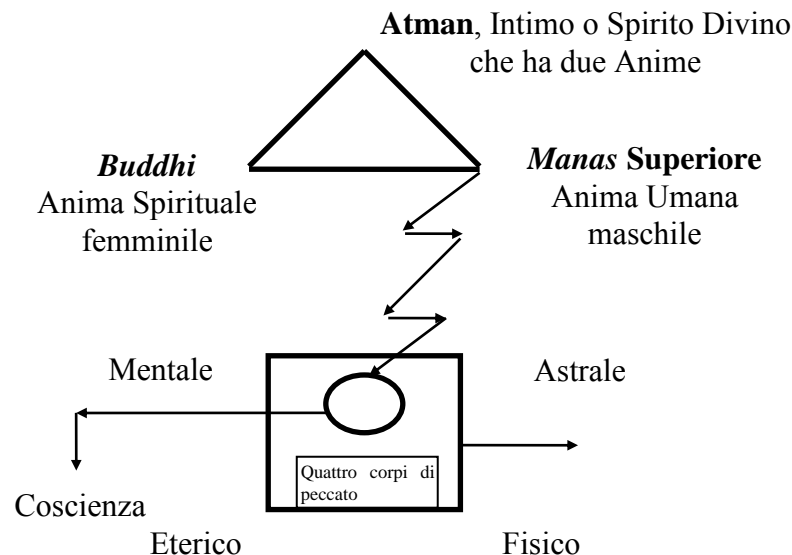 Atman, Intimo o Spirito Divino
che ha due Anime
Buddhi
Anima Spirituale
femminile
Manas Superiore
Anima Umana
maschile
Mentale
Astrale
Quattro corpi di
peccato
Coscienza
Eterico
Fisico